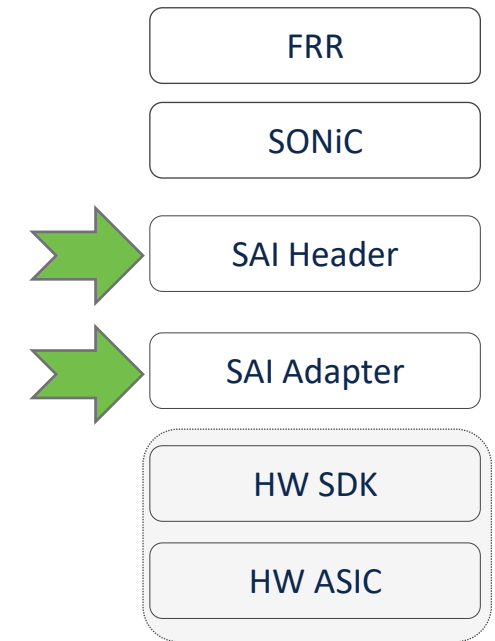 FRR
SONiC
SAI Header
SAI Adapter
HW SDK
HW ASIC